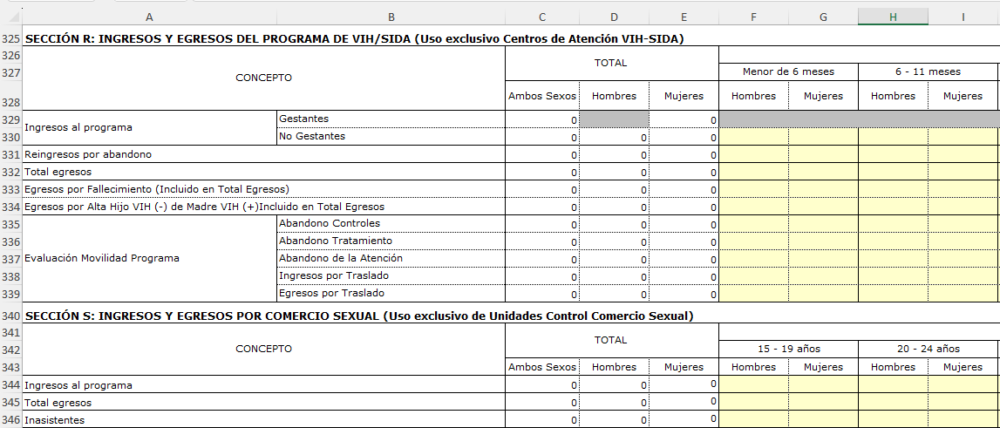 A B C D E F G H I
325 SECCIÓN R: INGRESOS Y EGRESOS DEL PROGRAMA DE VIH/SIDA (Uso exclusivo Centros de Atención VIH-SIDA)
326
327 CONCEPTO TOTAL Menor de 6 meses 6 - 11 meses
328 Ambos Sexos Hombres Mujeres Hombres Mujeres Hombres Mujeres
329 Ingresos al programa Gestantes 0 0
330 No Gestantes 0 0 0
331 Reingresos por abandono 0 0 0
332 Total egresos 0 0 0
333 Egresos por Fallecimiento (Incluido en Total Egresos) 0 0 0
334 Egresos por Alta Hijo VIH (-) de Madre VIH (+)Incluido en Total Egresos 0 0 0
335 Abandono Controles 0 0 0
336 Abandono Tratamiento 0 0 0
337 Evaluación Movilidad Programa Abandono de la Atención 0 0 0
338 Ingresos por Traslado 0 0 0
339 Egresos por Traslado 0 0 0
340 SECCIÓN S: INGRESOS Y EGRESOS POR COMERCIO SEXUAL (Uso exclusivo de Unidades Control Comercio Sexual)
341
342 CONCEPTO TOTAL 15 - 19 años 20 - 24 años
343 Ambos Sexos Hombres Mujeres Hombres Mujeres Hombres Mujeres
344 Ingresos al programa 0 0 0
345 Total egresos 0 0 0
346 Inasistentes 0 0 0